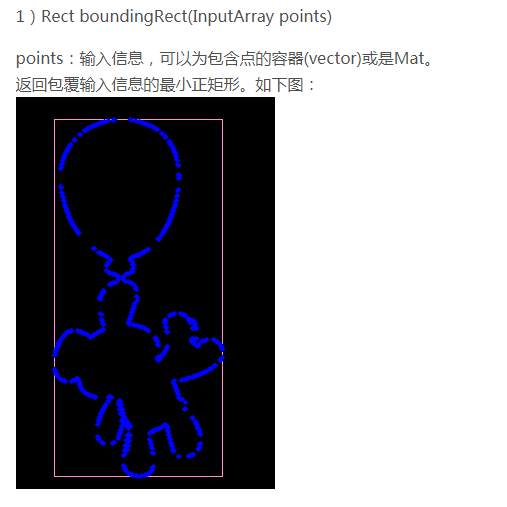 1）Rect boundingRect(InputArray points)
points：输入信息，可以为包含点的容器(vector)或是Mat。
返回包覆输入信息的最小正矩形。如下图：